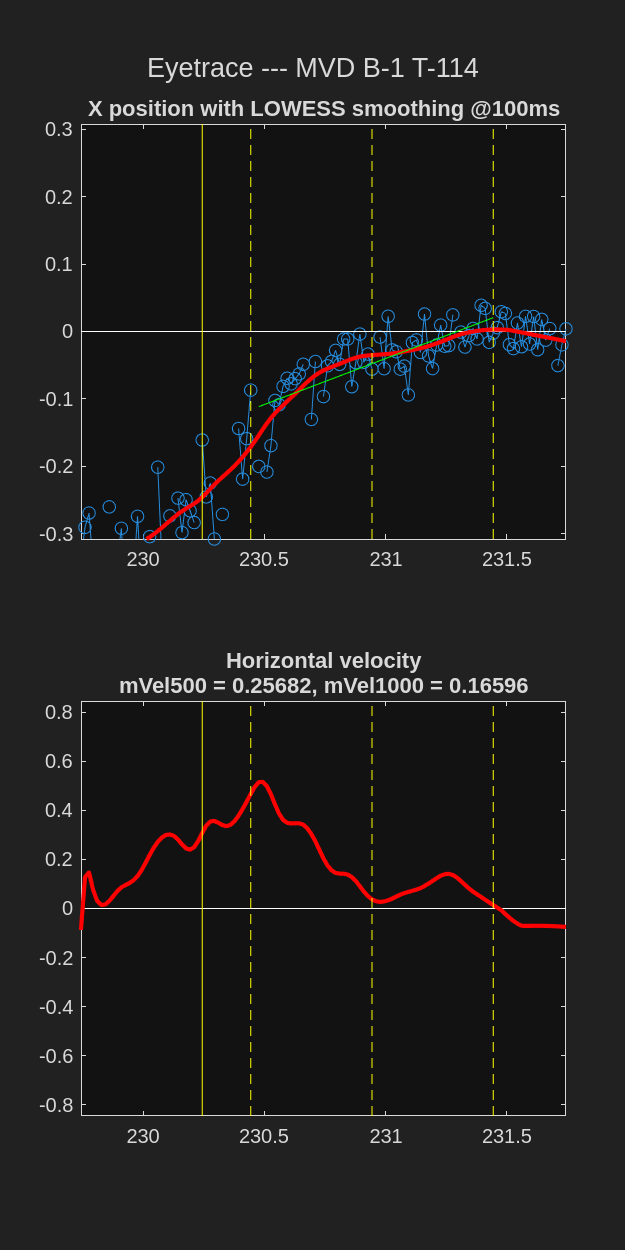 Eyetrace --- MVD B-1 T-114
X position with LOWESS smoothing @100ms
0.3
0.2
0.1
0
-0.1
-0.2
-0.3
230 230.5 231 231.5
Horizontal velocity
mVel500 = 0.25682, mVel1000 = 0.16596
0.8
0.6
0.4
0.2
0
-0.2
-0.4
-0.6
-0.8
230 230.5 231 231.5